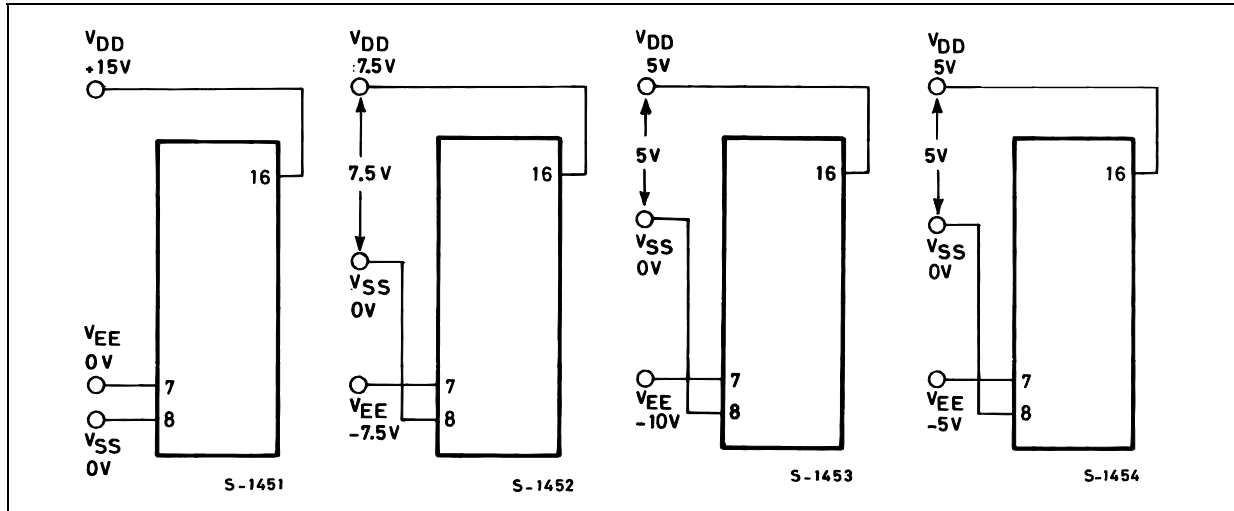 VDD
+15V
16
VEE
0V
7
8
VSS
0V
S-1451
VDD
:7.5V
7.5V
16
VSS
0V
7
VEE
-7.5V
8
S-1452
VDD
5V
5V
16
VSS
0V
7
VEE
-10V
8
S-1453
VDD
5V
5V
16
VSS
0V
7
VEE
-5V
8
S-1454